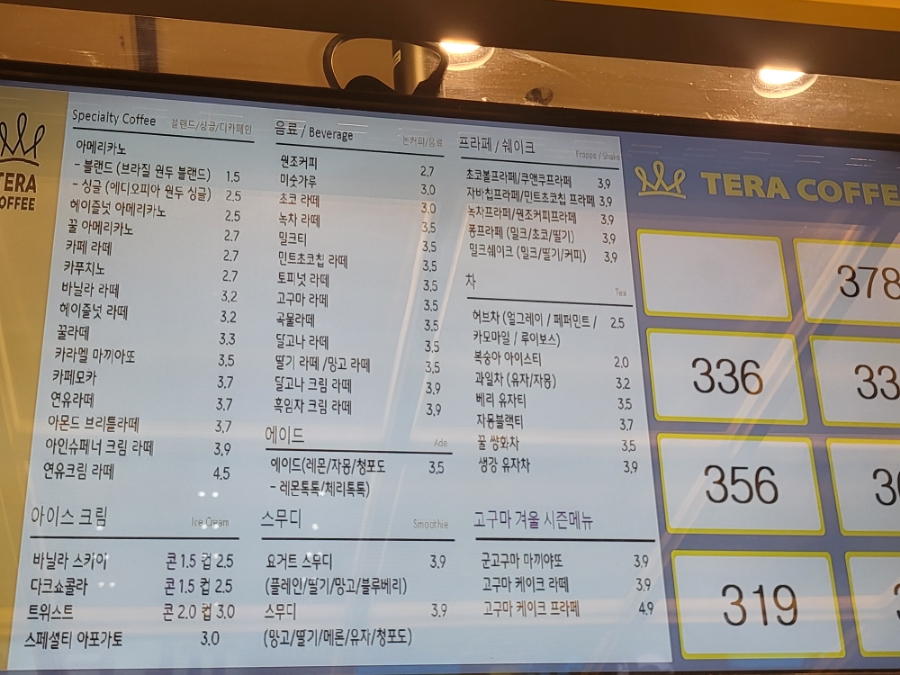 TERA
COFFEE
Specialty Coffee 블랜드/싱글/디카페인
아메리카노
- 블랜드 (브라질 원두 블랜드) 1.5
- 싱글 (에디오피아 원두 싱글) 2.5
헤이즐넛 아메리카노 2.5
꿀 아메리카노 2.7
카페 라떼 2.7
카푸치노 2.7
바닐라 라떼 3.2
헤이즐넛 라떼 3.2
꿀라떼 3.3
카라멜 마끼아또 3.5
카페모카 3.7
연유라떼 3.7
아몬드 브리틀라떼 3.7
아인슈페너 크림 라떼 3.9
연유크림 라떼 4.5
아이스 크림 Ice Cream
바닐라 스카이 콘 1.5 컵 2.5
다크쇼콜라 콘 1.5 컵 2.5
트위스트 콘 2.0 컵 3.0
스페셜티 아포가토 3.0
음료 / Beverage 논커피/음료
원조커피 2.7
미숫가루 3.0
초코 라떼 3.0
녹차 라떼 3.5
밀크티 3.5
민트초코칩 라떼 3.5
토피넛 라떼 3.5
고구마 라떼 3.5
곡물라떼 3.5
달고나 라떼 3.5
딸기 라떼 /망고 라떼 3.5
달고나 크림 라떼 3.9
흑임자 크림 라떼 3.9
에이드 Ade
에이드(레몬/자몽/청포도 3.5
- 레몬톡톡/체리톡톡)
스무디 Smoothie
요거트 스무디 3.9
(플레인/딸기/망고/블루베리)
스무디 3.9
(망고/딸기/메론/유자/청포도)
프라페 / 쉐이크 Frappe / Shake
초코볼프라페/쿠앤쿠프라페 3.9
자바칩프라페/민트초코칩 프라페 3.9
녹차프라페/원조커피프라페 3.9
퐁프라페 (밀크/초코/딸기) 3.9
밀크쉐이크 (밀크/딸기/커피) 3.9
차 Tea
허브차 (얼그레이 / 페퍼민트 / 2.5
카모마일 / 루이보스)
복숭아 아이스티 2.0
과일차 (유자/자몽) 3.2
베리 유자티 3.5
자몽블랙티 3.7
꿀 쌍화차 3.5
생강 유자차 3.9
고구마 겨울 시즌메뉴
군고구마 마끼야또 3.9
고구마 케이크 라떼 3.9
고구마 케이크 프라페 4.9
TERA COFFE
378
336 33
356
319